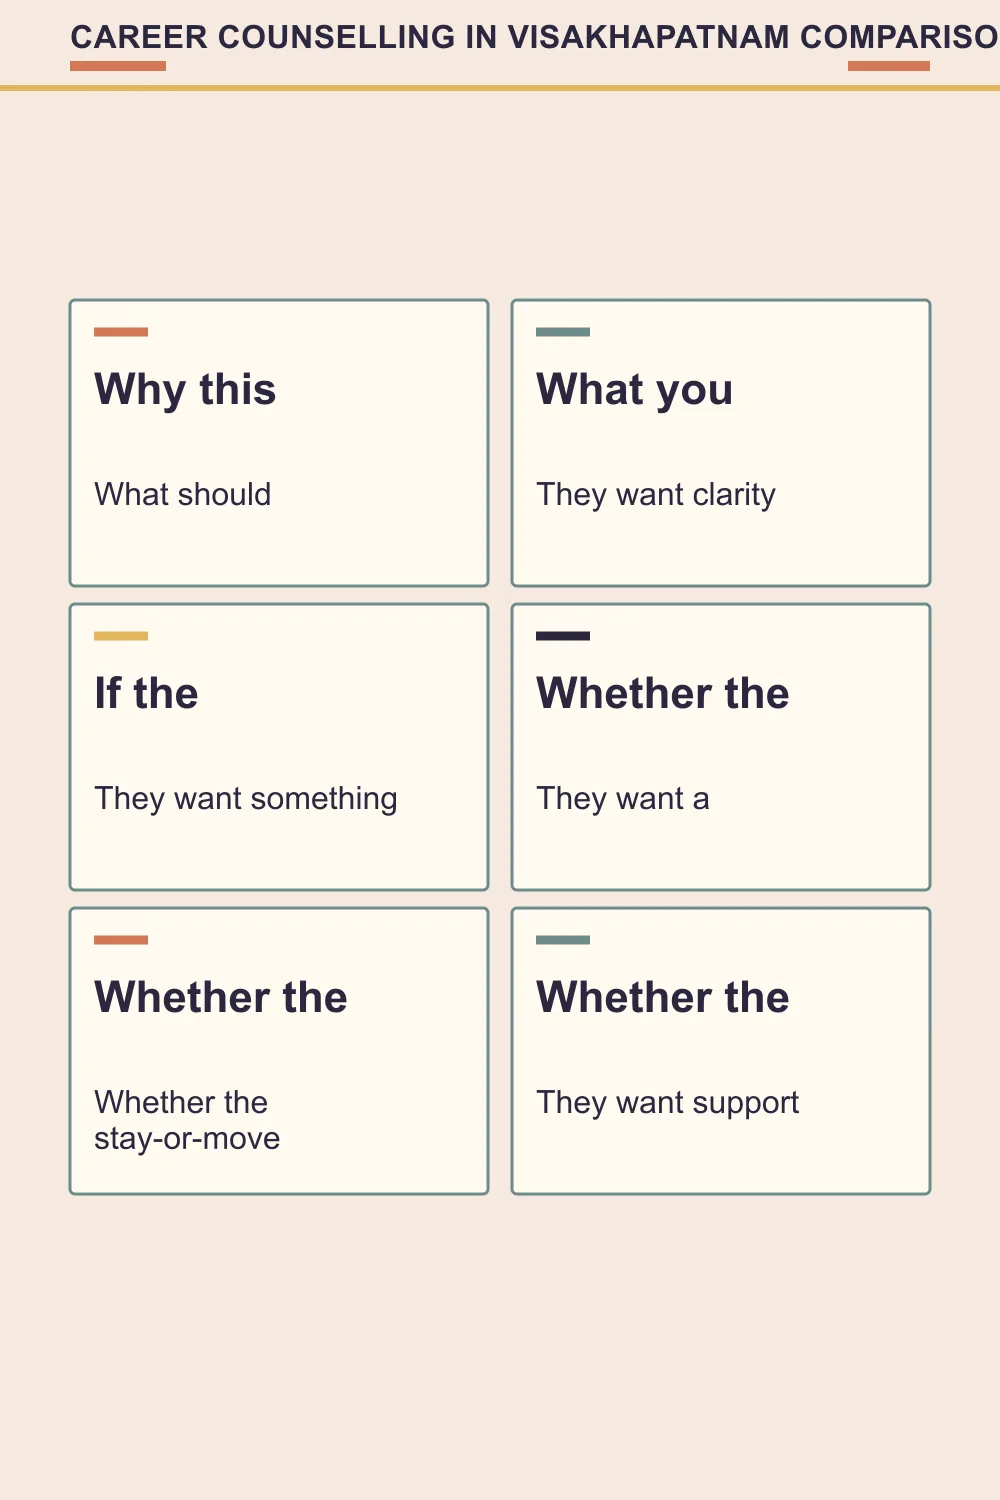 CAREER COUNSELLING IN VISAKHAPATNAM COMPARISO
Why this
What should
What you
They want clarity
If the
They want something
Whether the
They want a
Whether the
Whether the
stay-or-move
Whether the
They want support